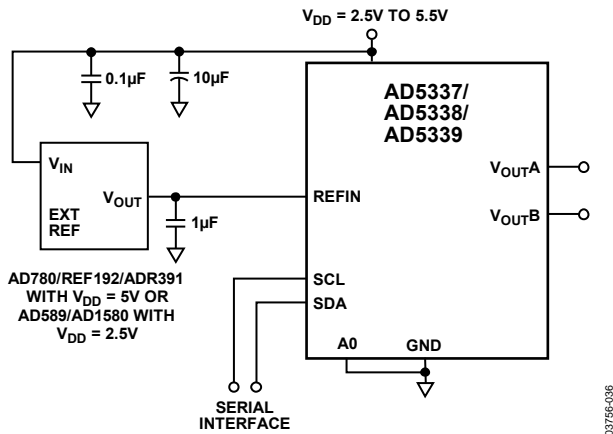 V_DD = 2.5V TO 5.5V
0.1µF
10µF
AD5337/
AD5338/
AD5339
V_IN
V_OUT
EXT
REF
1µF
REFIN
V_OUTA
V_OUTB
AD780/REF192/ADR391
WITH V_DD = 5V OR
AD589/AD1580 WITH
V_DD = 2.5V
SCL
SDA
A0
GND
SERIAL
INTERFACE
03756-036